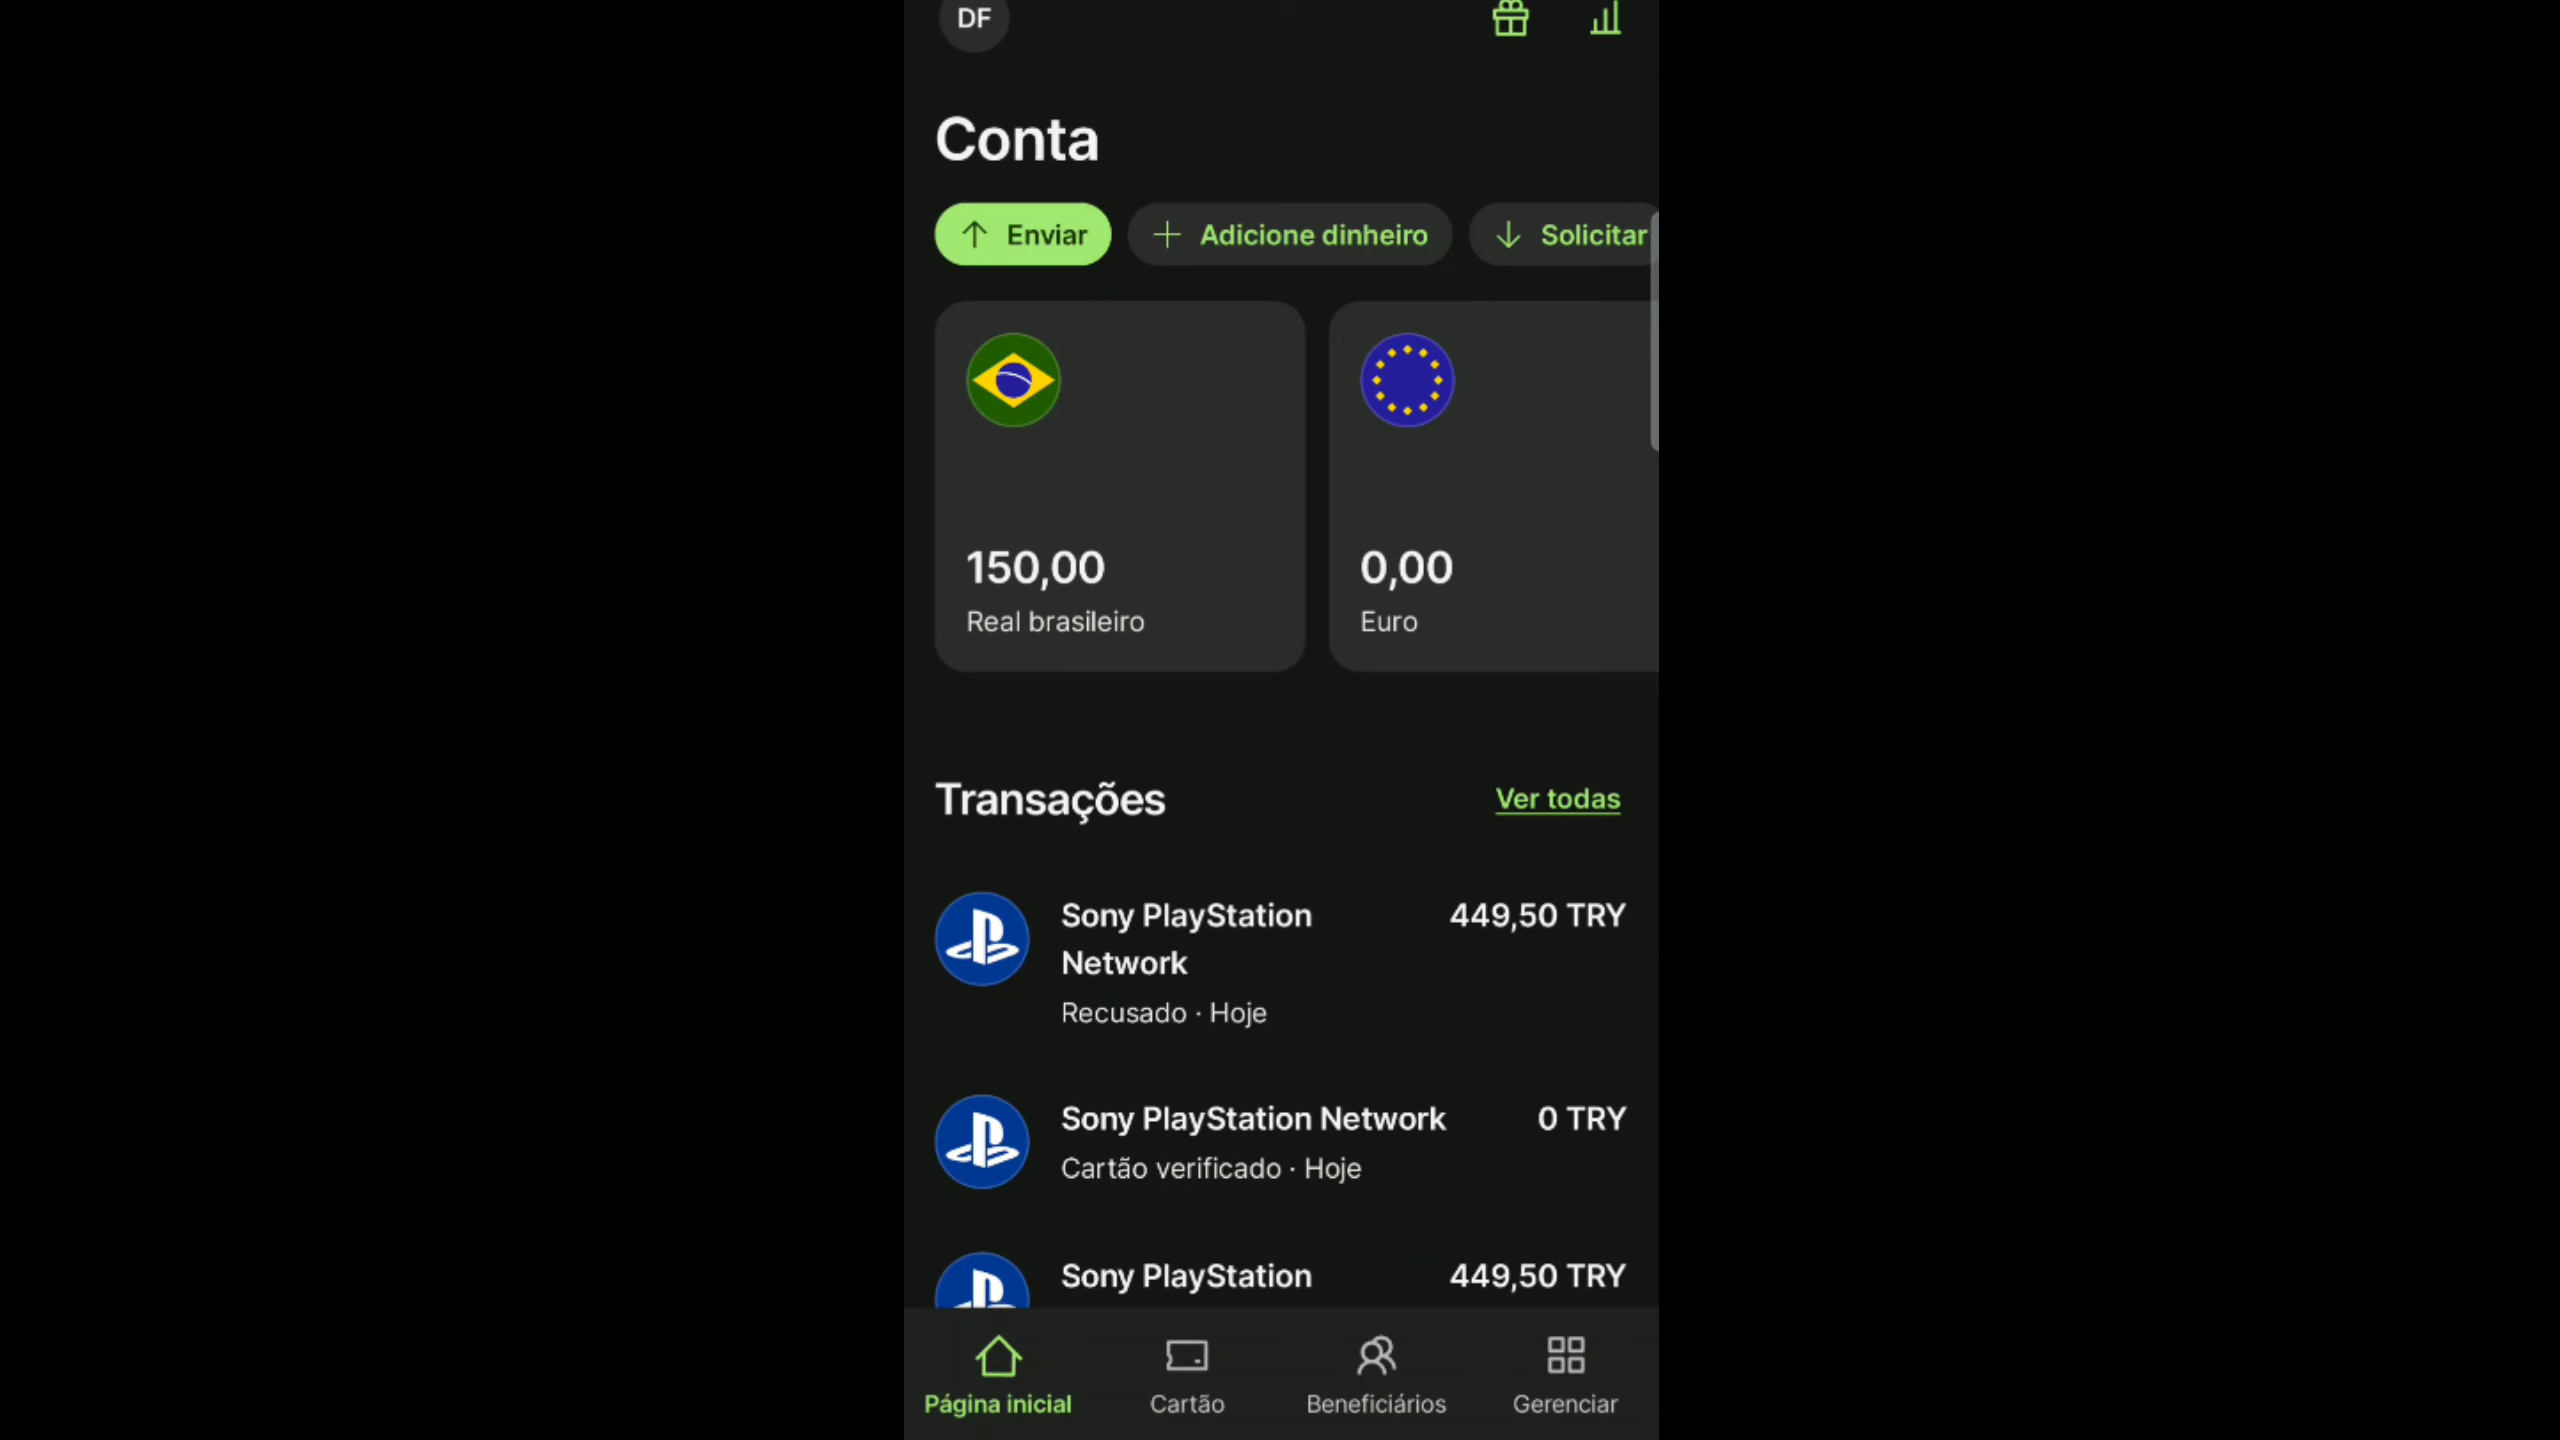 DF
Conta
Enviar
Adicione dinheiro
Solicitar
150,00
Real brasileiro
0,00
Euro
Transações
Ver todas
Sony PlayStation
Network
449,50 TRY
Recusado · Hoje
Sony PlayStation Network
0 TRY
Cartão verificado · Hoje
Sony PlayStation
449,50 TRY
Página inicial
Cartão
Beneficiários
Gerenciar